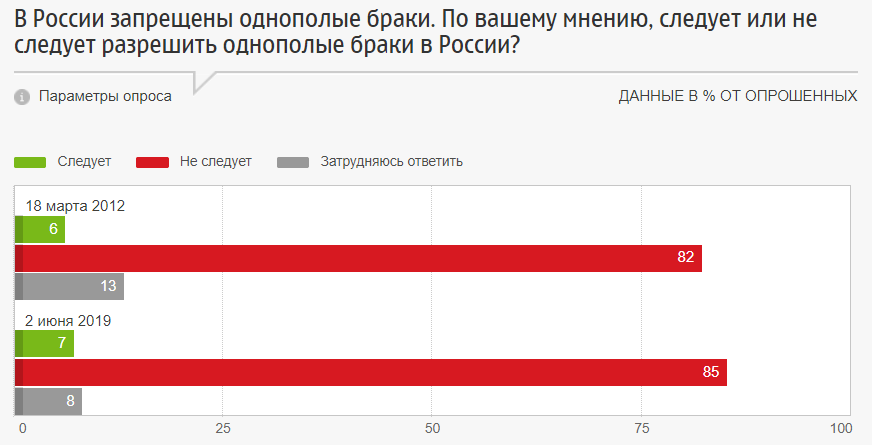 В России запрещены однополые браки. По вашему мнению, следует или не
следует разрешить однополые браки в России?
Параметры опроса
ДАННЫЕ В % ОТ ОПРОШЕННЫХ
Следует
Не следует
Затрудняюсь ответить
18 марта 2012
6
82
13
2 июня 2019
7
85
8
0 25 50 75 100